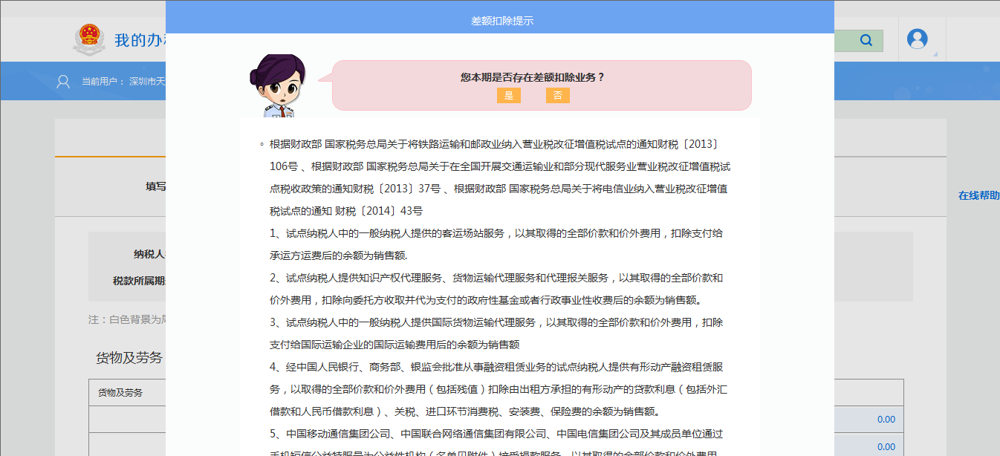 差额扣除提示
我的办
当前用户： 深圳市天
您本期是否存在差额扣除业务？
是 否
根据财政部 国家税务总局关于将铁路运输和邮政业纳入营业税改征增值税试点的通知财税〔2013〕
106号 、根据财政部 国家税务总局关于在全国开展交通运输业和部分现代服务业营业税改征增值税试
点税收政策的通知财税〔2013〕37号 、根据财政部 国家税务总局关于将电信业纳入营业税改征增值
税试点的通知 财税〔2014〕43号
1、试点纳税人中的一般纳税人提供的客运场站服务，以其取得的全部价款和价外费用，扣除支付给
承运方运费后的余额为销售额.
2、试点纳税人提供知识产权代理服务、货物运输代理服务和代理报关服务，以其取得的全部价款和
价外费用，扣除向委托方收取并代为支付的政府性基金或者行政事业性收费后的余额为销售额。
3、试点纳税人中的一般纳税人提供国际货物运输代理服务，以其取得的全部价款和价外费用，扣除
支付给国际运输企业的国际运输费用后的余额为销售额
4、经中国人民银行、商务部、银监会批准从事融资租赁业务的试点纳税人提供有形动产融资租赁服
务，以取得的全部价款和价外费用（包括残值）扣除由出租方承担的有形动产的贷款利息（包括外汇
借款和人民币借款利息）、关税、进口环节消费税、安装费、保险费的余额为销售额。
5、中国移动通信集团公司、中国联合网络通信集团有限公司、中国电信集团公司及其成员单位通过
手机短信公益特服号为公益性机构（名单见附件）接受捐款服务，以其取得的全部价款和价外费用
填写
在线帮助
纳税人
税款所属期
注：白色背景为
货物及劳务
货物及劳务
0.00
0.00